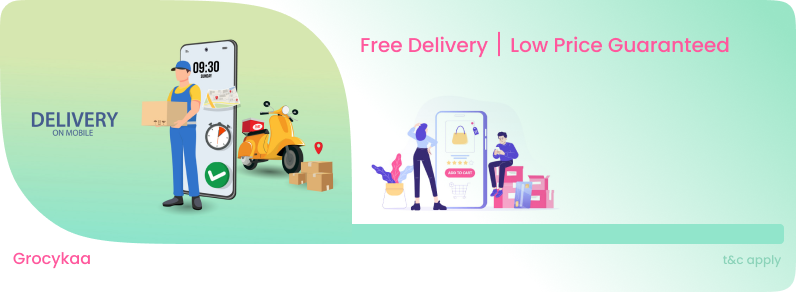 Free Delivery | Low Price Guaranteed
09:30
SUNDAY
DELIVERY
ON MOBILE
ADD TO CART
Grocykaa
t&c apply